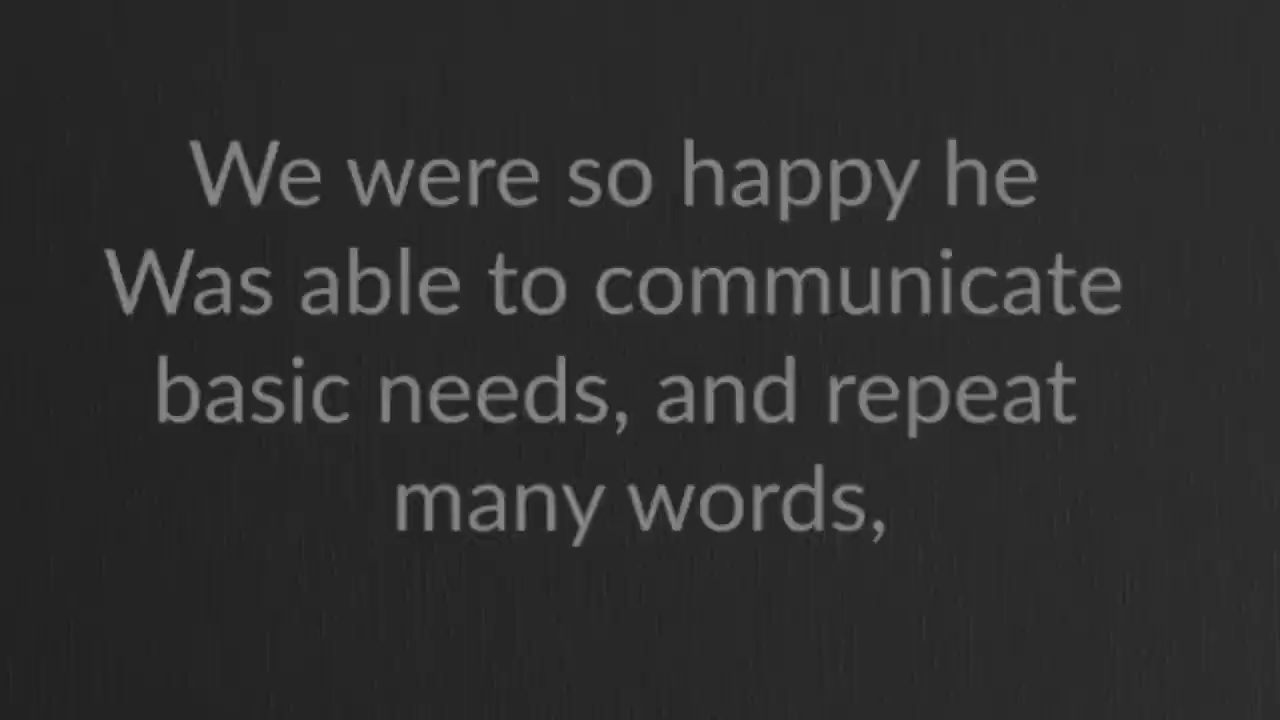 We were so happy he
Was able to communicate
basic needs, and repeat
many words,